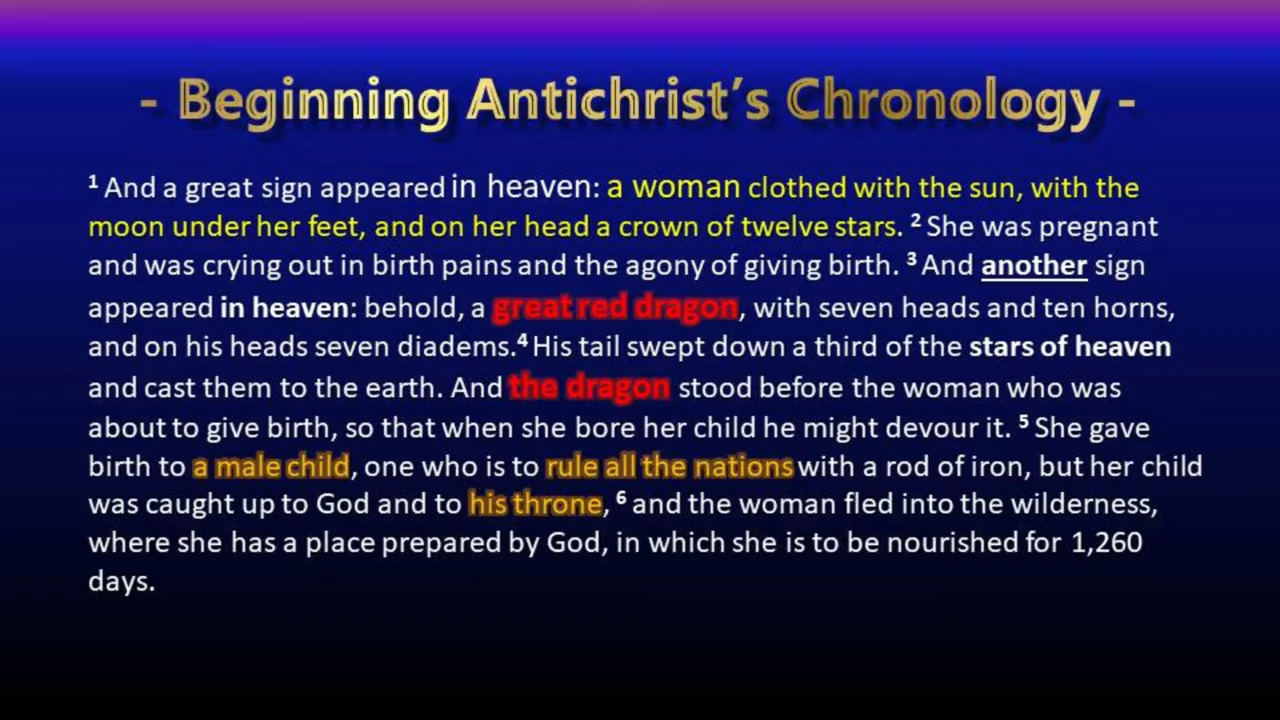 - Beginning Antichrist's Chronology -
1 And a great sign appeared in heaven: a woman clothed with the sun, with the
moon under her feet, and on her head a crown of twelve stars. 2 She was pregnant
and was crying out in birth pains and the agony of giving birth. 3 And another sign
appeared in heaven: behold, a great red dragon, with seven heads and ten horns,
and on his heads seven diadems.4 His tail swept down a third of the stars of heaven
and cast them to the earth. And the dragon stood before the woman who was
about to give birth, so that when she bore her child he might devour it. 5 She gave
birth to a male child, one who is to rule all the nations with a rod of iron, but her child
was caught up to God and to his throne, 6 and the woman fled into the wilderness,
where she has a place prepared by God, in which she is to be nourished for 1,260
days.